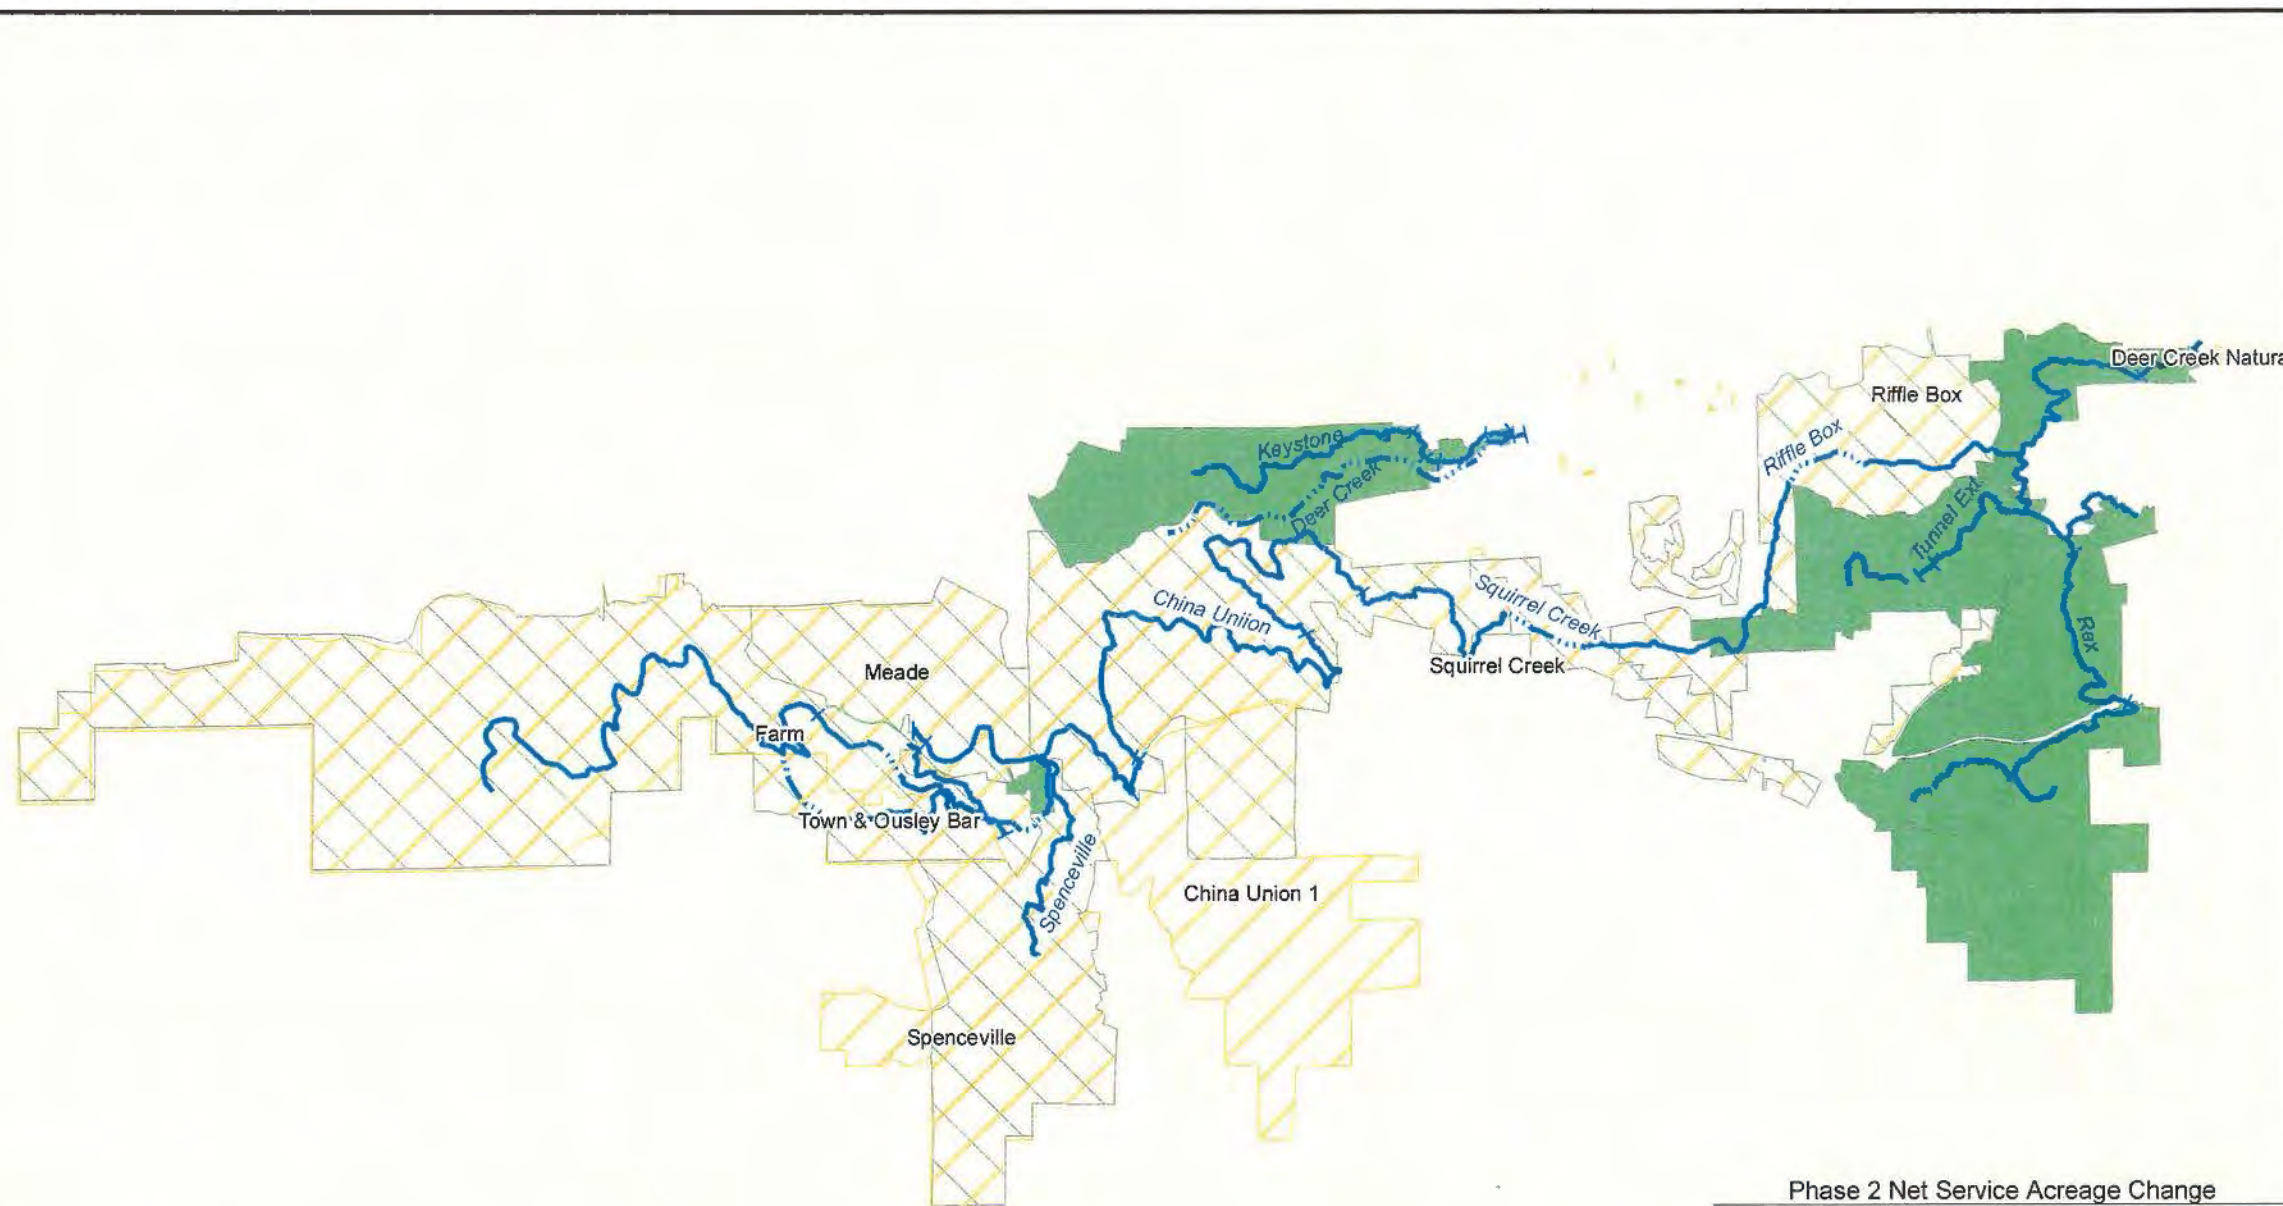 Deer Creek Natura
Riffle Box
Riffle Box
Keystone
Deer Creek
Tunnel Ext
China Uniion
Squirrel Creek
Rex
Squirrel Creek
Meade
Farm
Town & Ousley Bar
Spenceville
China Union 1
Spenceville
Phase 2 Net Service Acreage Change